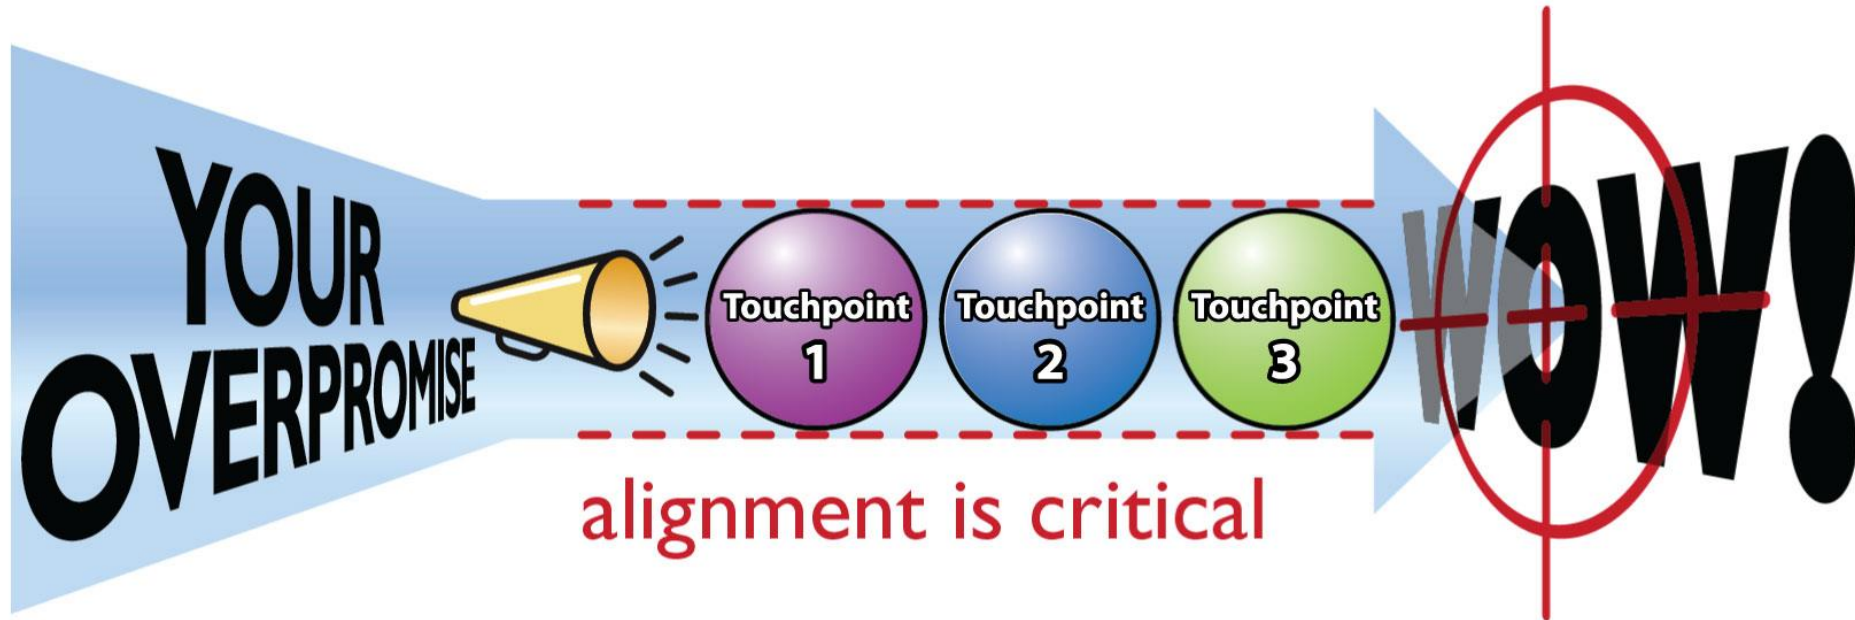 YOUR
OVERPROMISE
Touchpoint
1
Touchpoint
2
Touchpoint
3
WOW!
alignment is critical